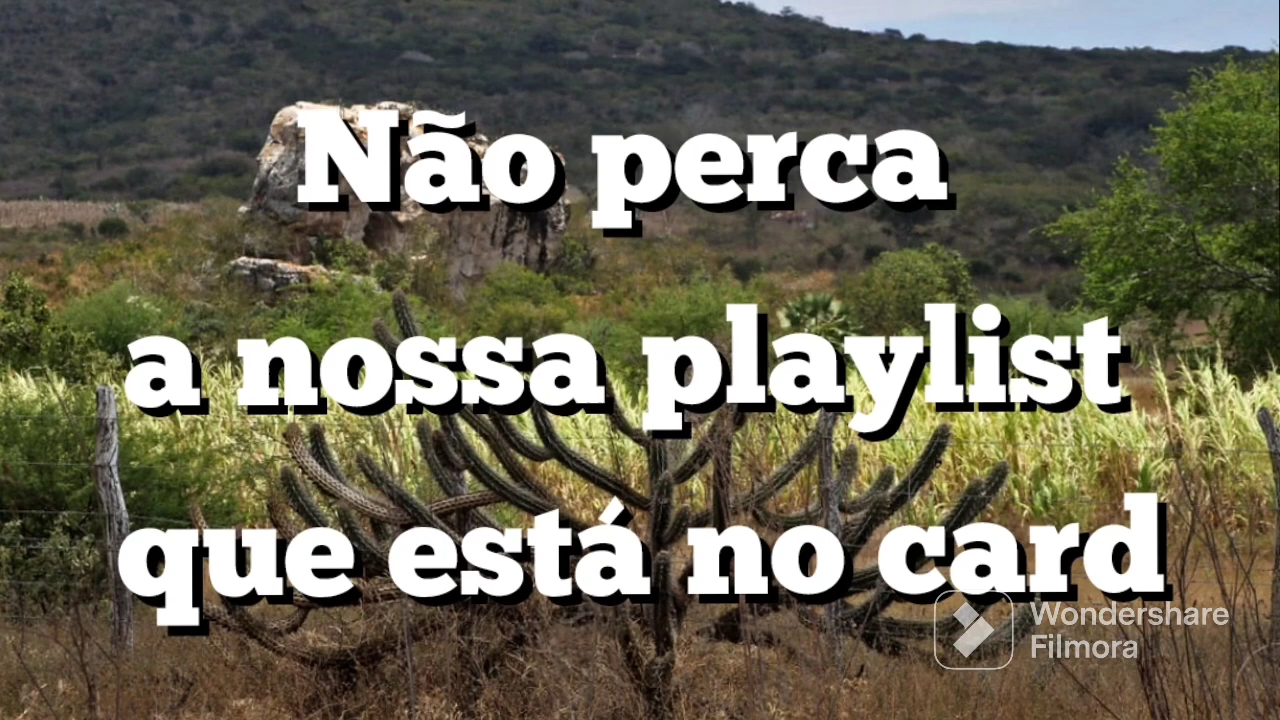 Não perca
a nossa playlist
que está no card
Wondershare
Filmora